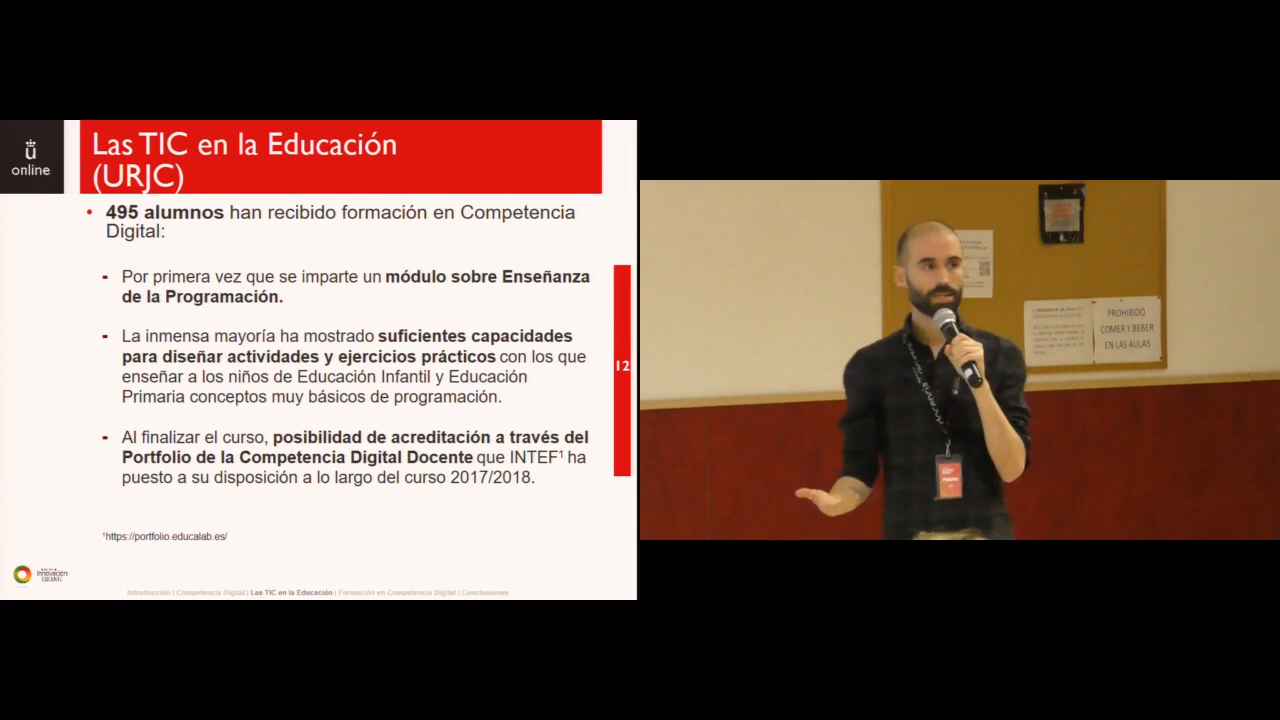 ü
online
Las TIC en la Educación
(URJC)
• 495 alumnos han recibido formación en Competencia
Digital:
- Por primera vez que se imparte un módulo sobre Enseñanza
de la Programación.
- La inmensa mayoría ha mostrado suficientes capacidades
para diseñar actividades y ejercicios prácticos con los que
enseñar a los niños de Educación Infantil y Educación
Primaria conceptos muy básicos de programación.
- Al finalizar el curso, posibilidad de acreditación a través del
Portfolio de la Competencia Digital Docente que INTEF¹ ha
puesto a su disposición a lo largo del curso 2017/2018.
12
¹https://portfolio.educalab.es/
Innovación
Introducción | Competencia Digital | Las TIC en la Educación | Formación en Competencia Digital | Conclusiones
PROHIBIDO
COMER Y BEBER
EN LAS AULAS